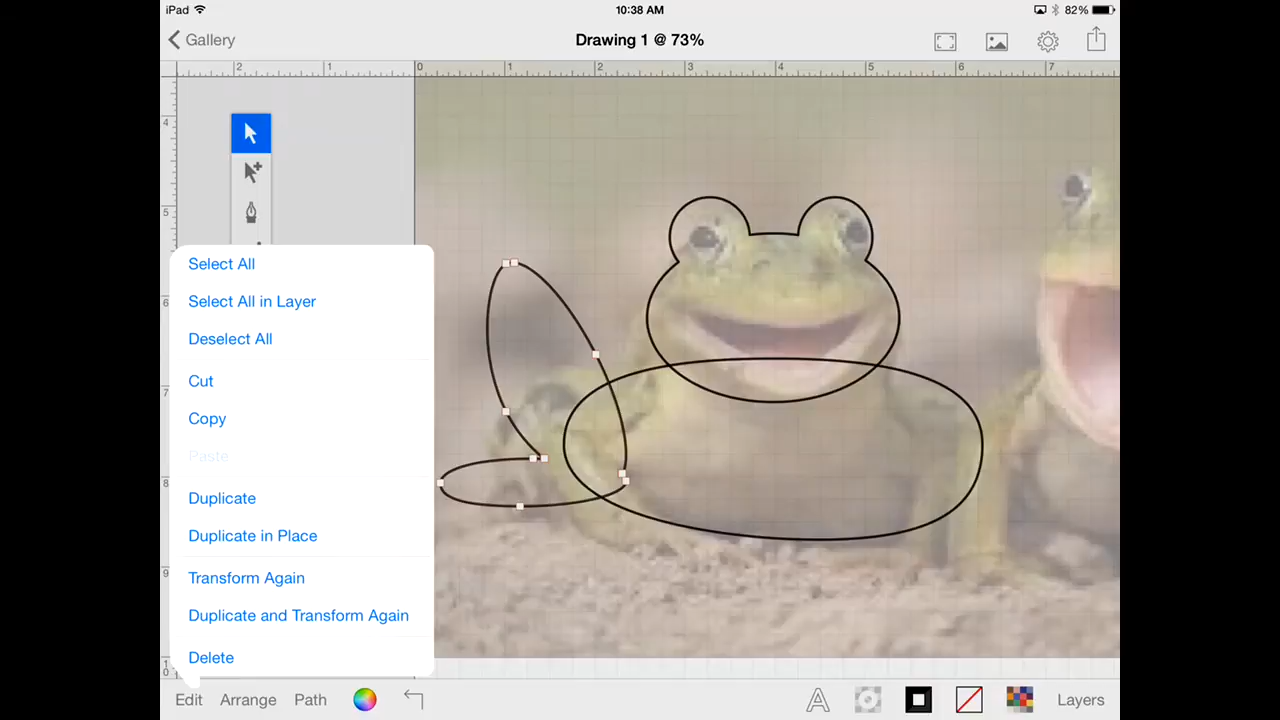 iPad
10:38 AM
82%
Gallery
Drawing 1 @ 73%
2 1 0 1 2 3 4 5 6 7
4
5
6
7
8
9
10
Select All
Select All in Layer
Deselect All
Cut
Copy
Paste
Duplicate
Duplicate in Place
Transform Again
Duplicate and Transform Again
Delete
Edit Arrange Path
A
Layers